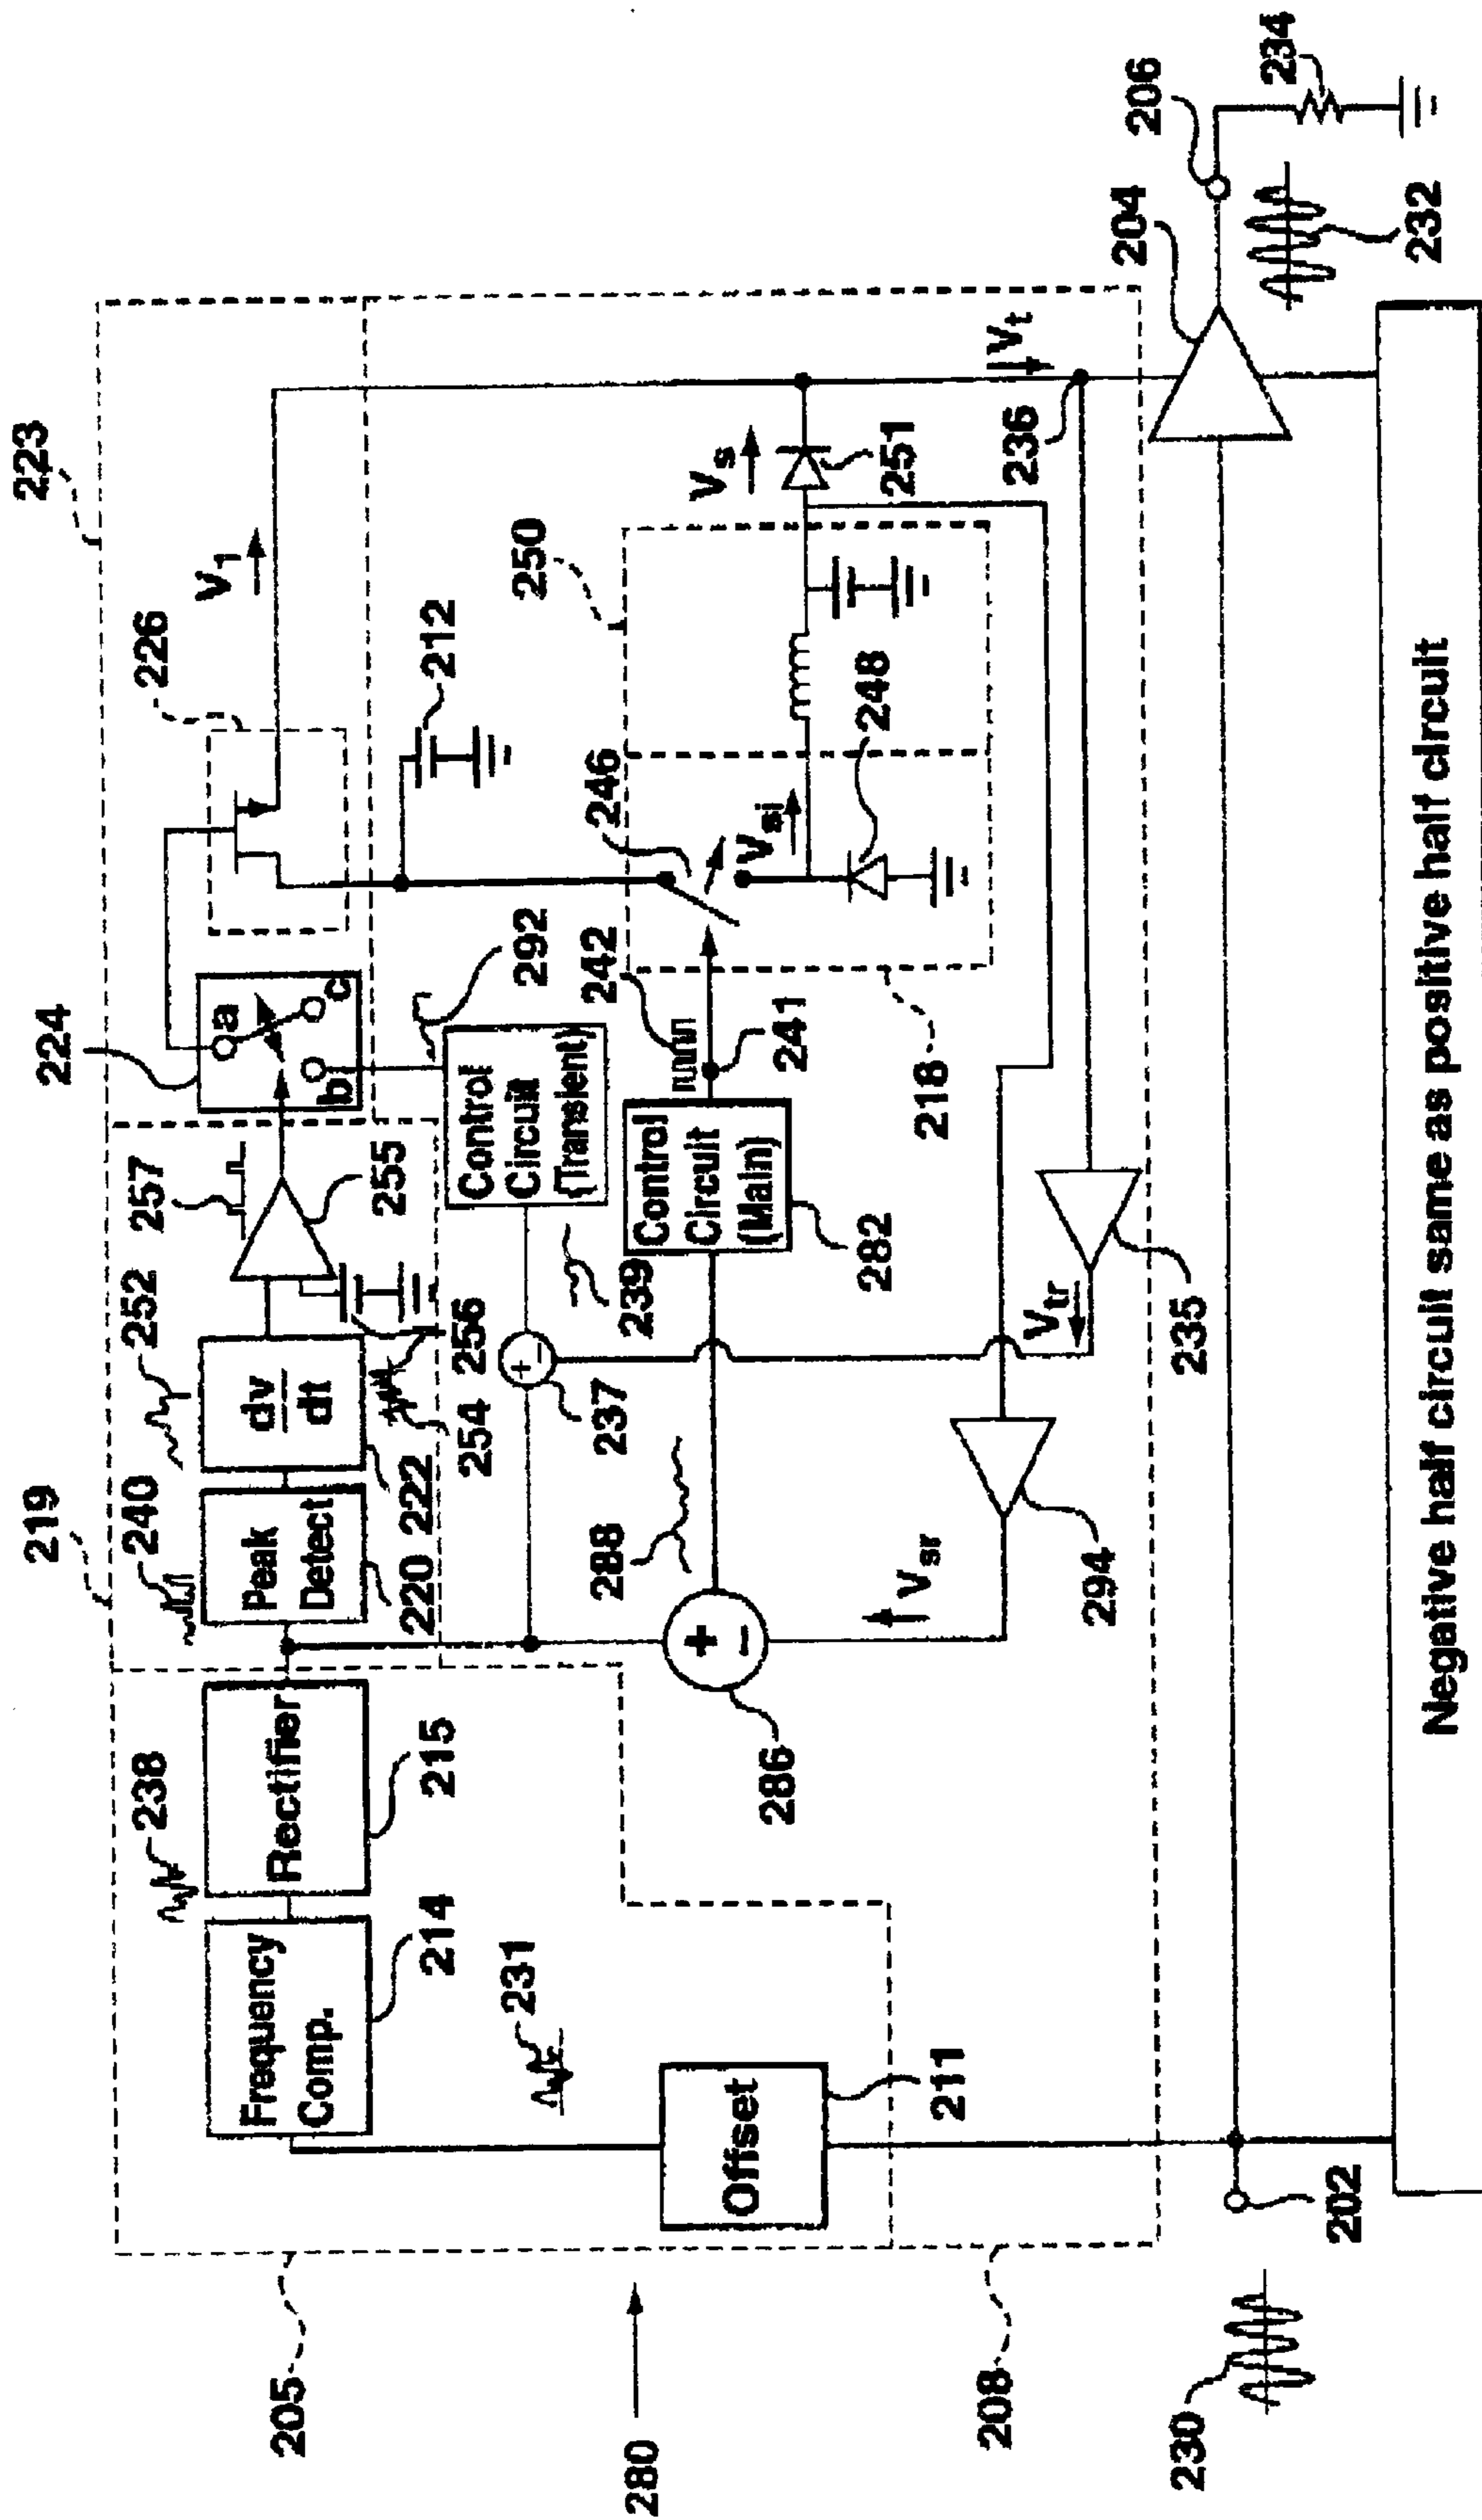 223
226
V1
224
a
b
c
212
257
255
252
240
219
dv
dt
Peak
Detect
222
220
254
256
Control
Circuit
(Transient)
292
239
+
−
237
238
Rectifier
215
Frequency
Comp.
214
231
Offset
211
205
280
208
230
202
288
+
−
286
Vsr
294
Vtr
235
Control
Circuit
(Main)
282
242
241
218
246
Vsi
248
250
Vs
251
Vt
236
204
206
234
232
Negative half circuit same as positive half circuit